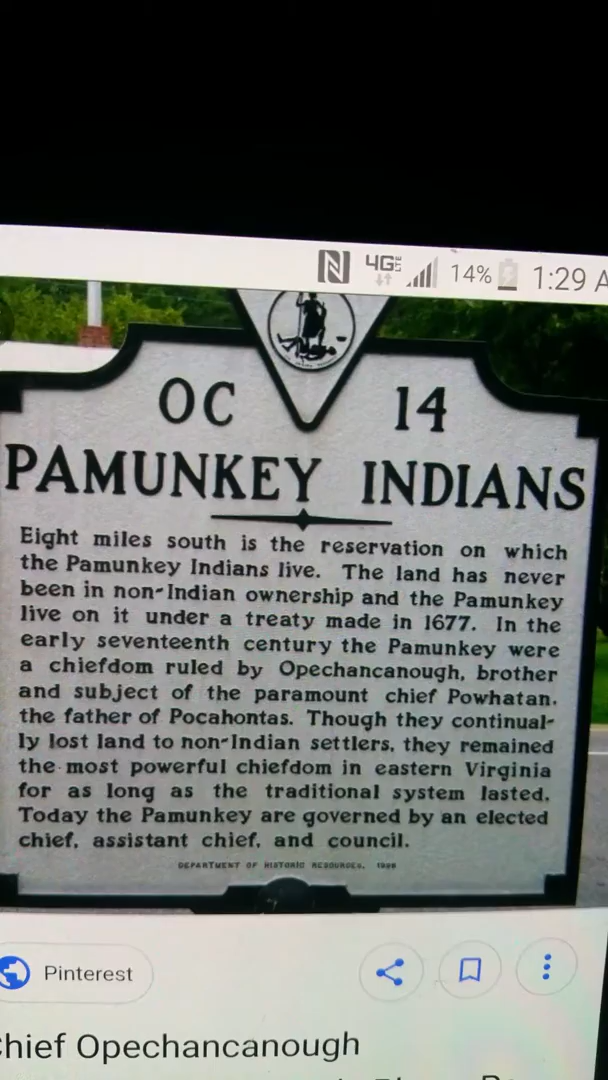 4G LTE 14% 1:29 A
OC 14
PAMUNKEY INDIANS
Eight miles south is the reservation on which
the Pamunkey Indians live. The land has never
been in non-Indian ownership and the Pamunkey
live on it under a treaty made in 1677. In the
early seventeenth century the Pamunkey were
a chiefdom ruled by Opechancanough, brother
and subject of the paramount chief Powhatan,
the father of Pocahontas. Though they continual-
ly lost land to non-Indian settlers, they remained
the most powerful chiefdom in eastern Virginia
for as long as the traditional system lasted.
Today the Pamunkey are governed by an elected
chief, assistant chief, and council.
DEPARTMENT OF HISTORIC RESOURCES,
Pinterest
Chief Opechancanough